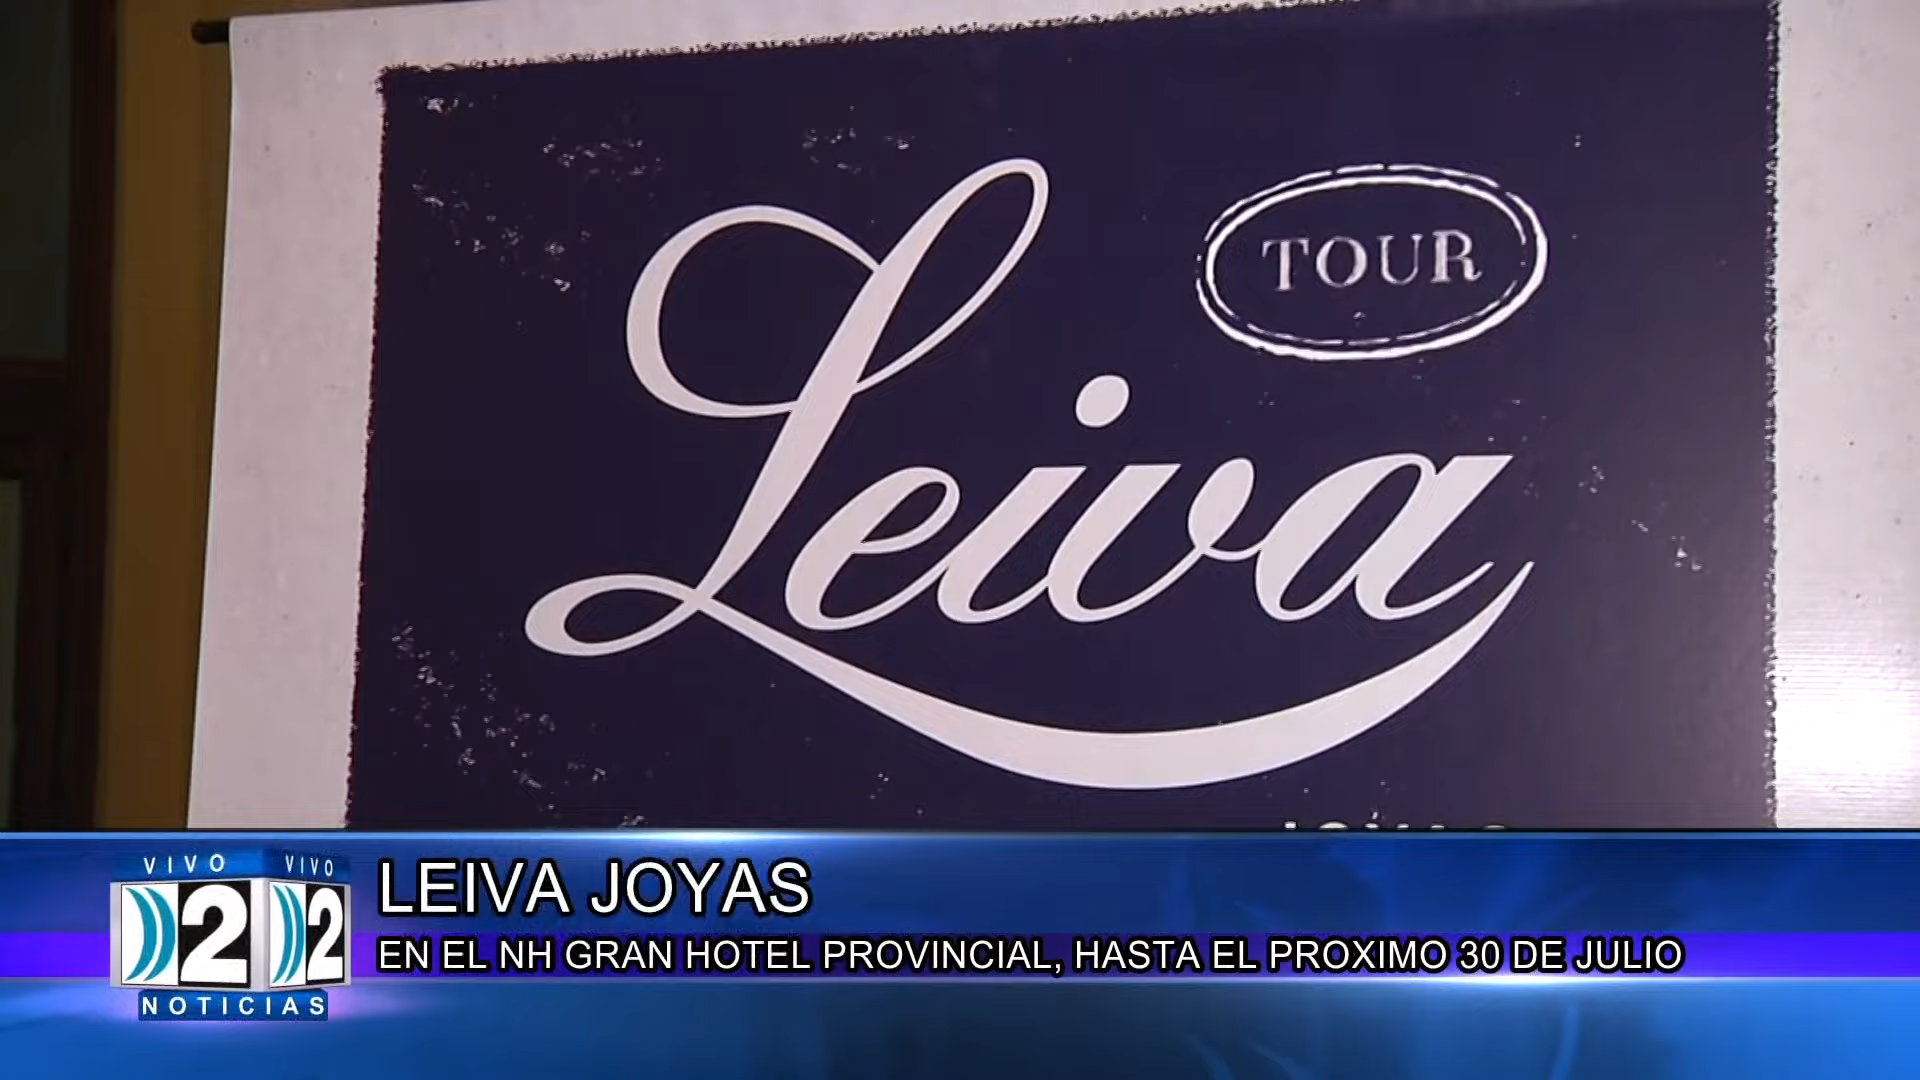 TOUR
Leiva
VIVO VIVO
2 2
NOTICIAS
LEIVA JOYAS
EN EL NH GRAN HOTEL PROVINCIAL, HASTA EL PROXIMO 30 DE JULIO